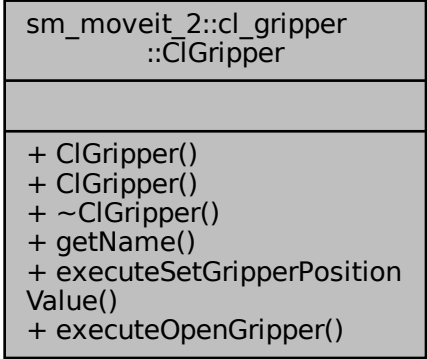 sm_moveit_2::cl_gripper
::ClGripper
+ ClGripper()
+ ClGripper()
+ ~ClGripper()
+ getName()
+ executeSetGripperPosition
Value()
+ executeOpenGripper()